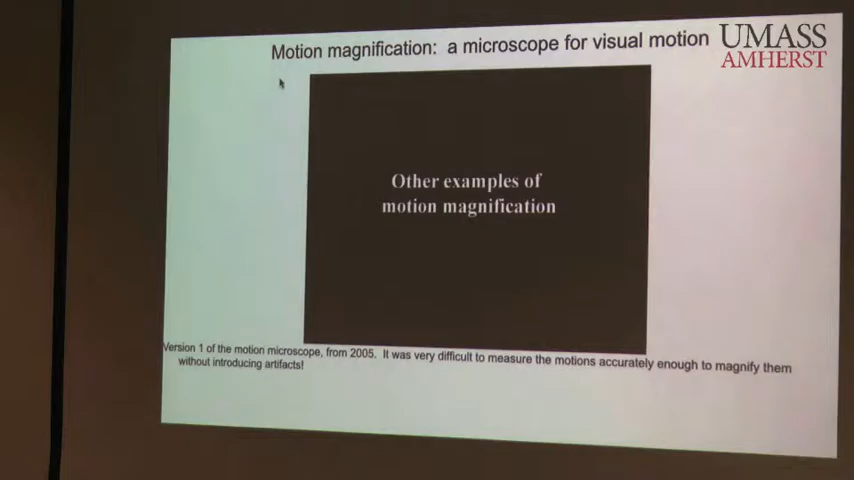 Motion magnification: a microscope for visual motion
UMASS
AMHERST
Other examples of
motion magnification
Version 1 of the motion microscope, from 2005. It was very difficult to measure the motions accurately enough to magnify them
without introducing artifacts!